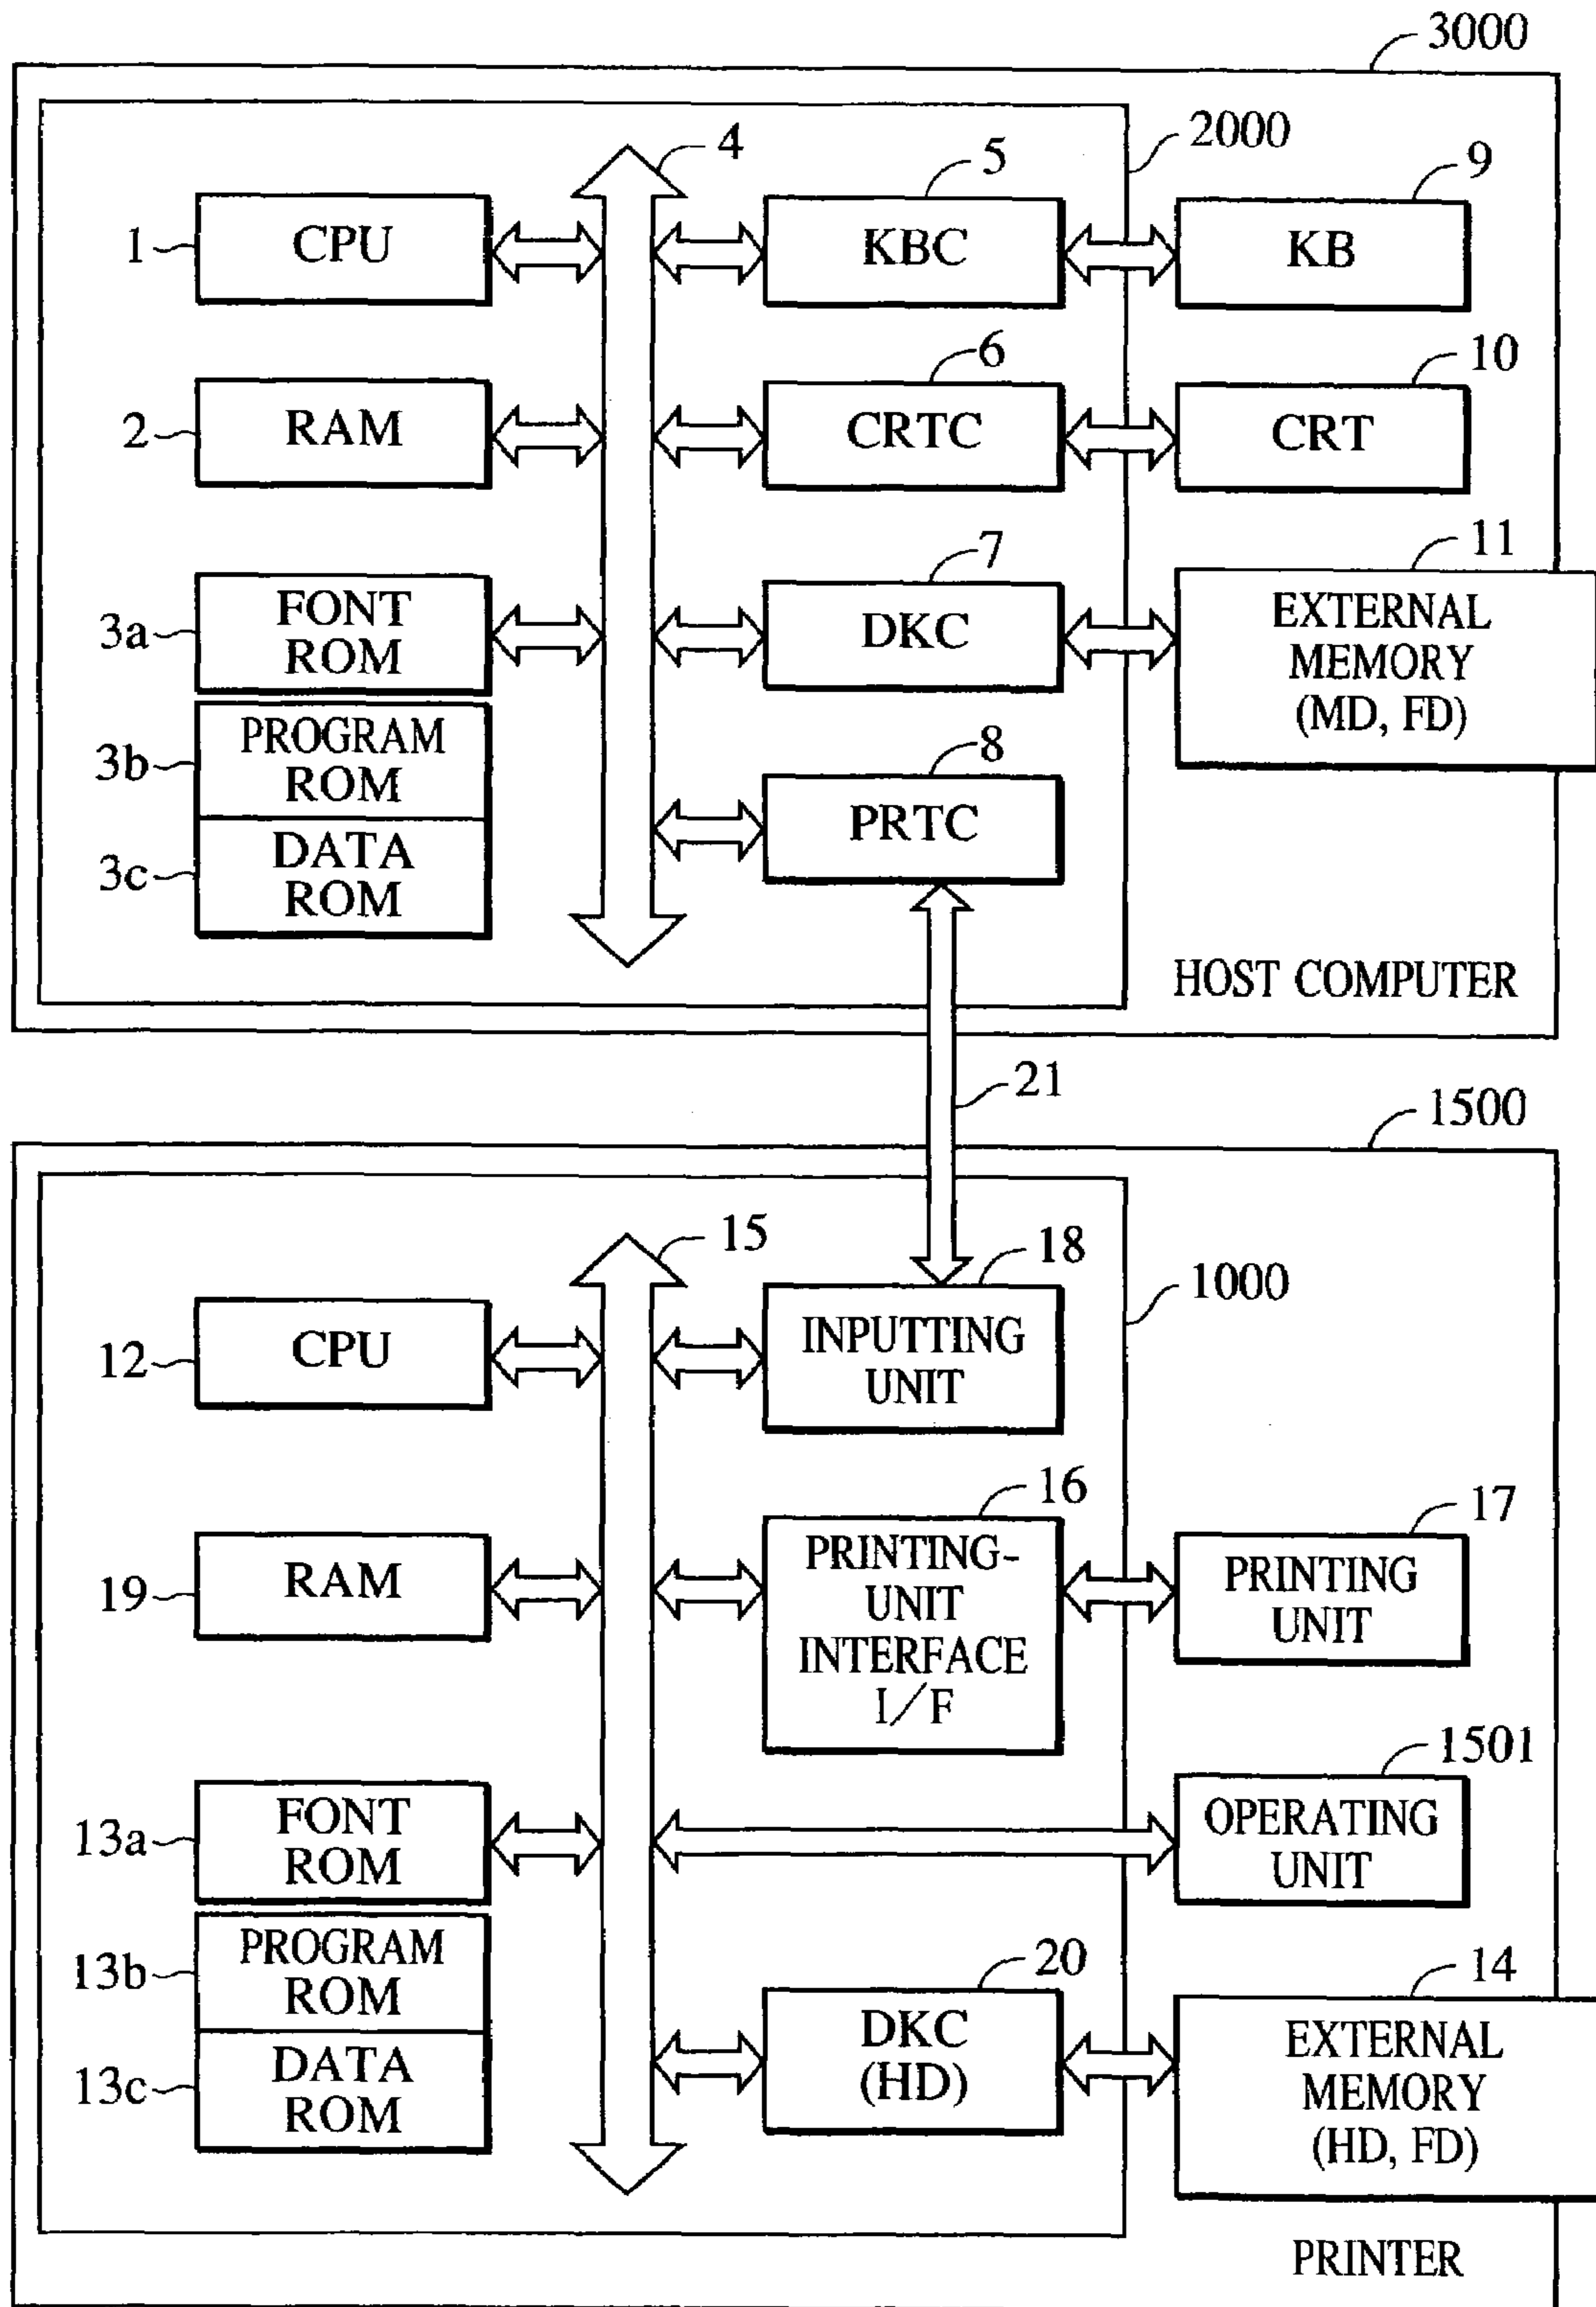 3000
2000
4
5
9
1
CPU
KBC
KB
6
10
2
RAM
CRTC
CRT
7
11
3a
FONT
ROM
DKC
EXTERNAL
MEMORY
(MD, FD)
3b
PROGRAM
ROM
8
PRTC
3c
DATA
ROM
HOST COMPUTER
21
1500
15
18
1000
12
CPU
INPUTTING
UNIT
16
17
19
RAM
PRINTING-
UNIT
INTERFACE
I/F
PRINTING
UNIT
1501
13a
FONT
ROM
OPERATING
UNIT
13b
PROGRAM
ROM
20
14
13c
DATA
ROM
DKC
(HD)
EXTERNAL
MEMORY
(HD, FD)
PRINTER